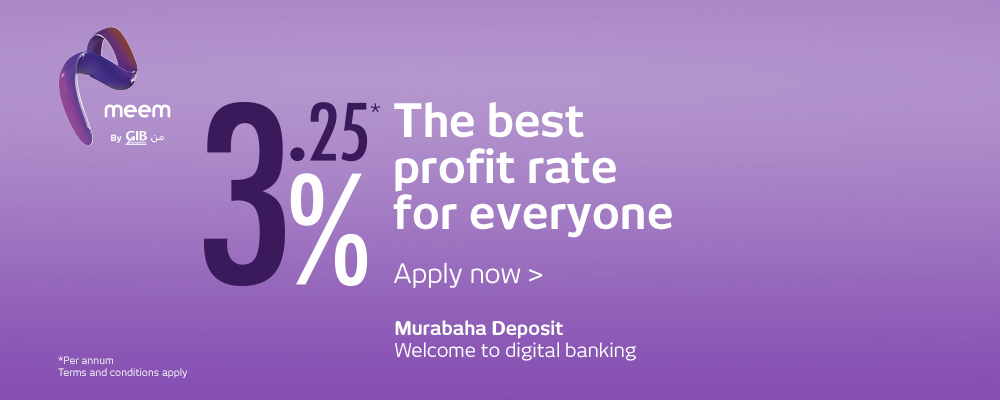 meem
By GIB من
3.25*%
The best
profit rate
for everyone
Apply now >
Murabaha Deposit
Welcome to digital banking
*Per annum
Terms and conditions apply